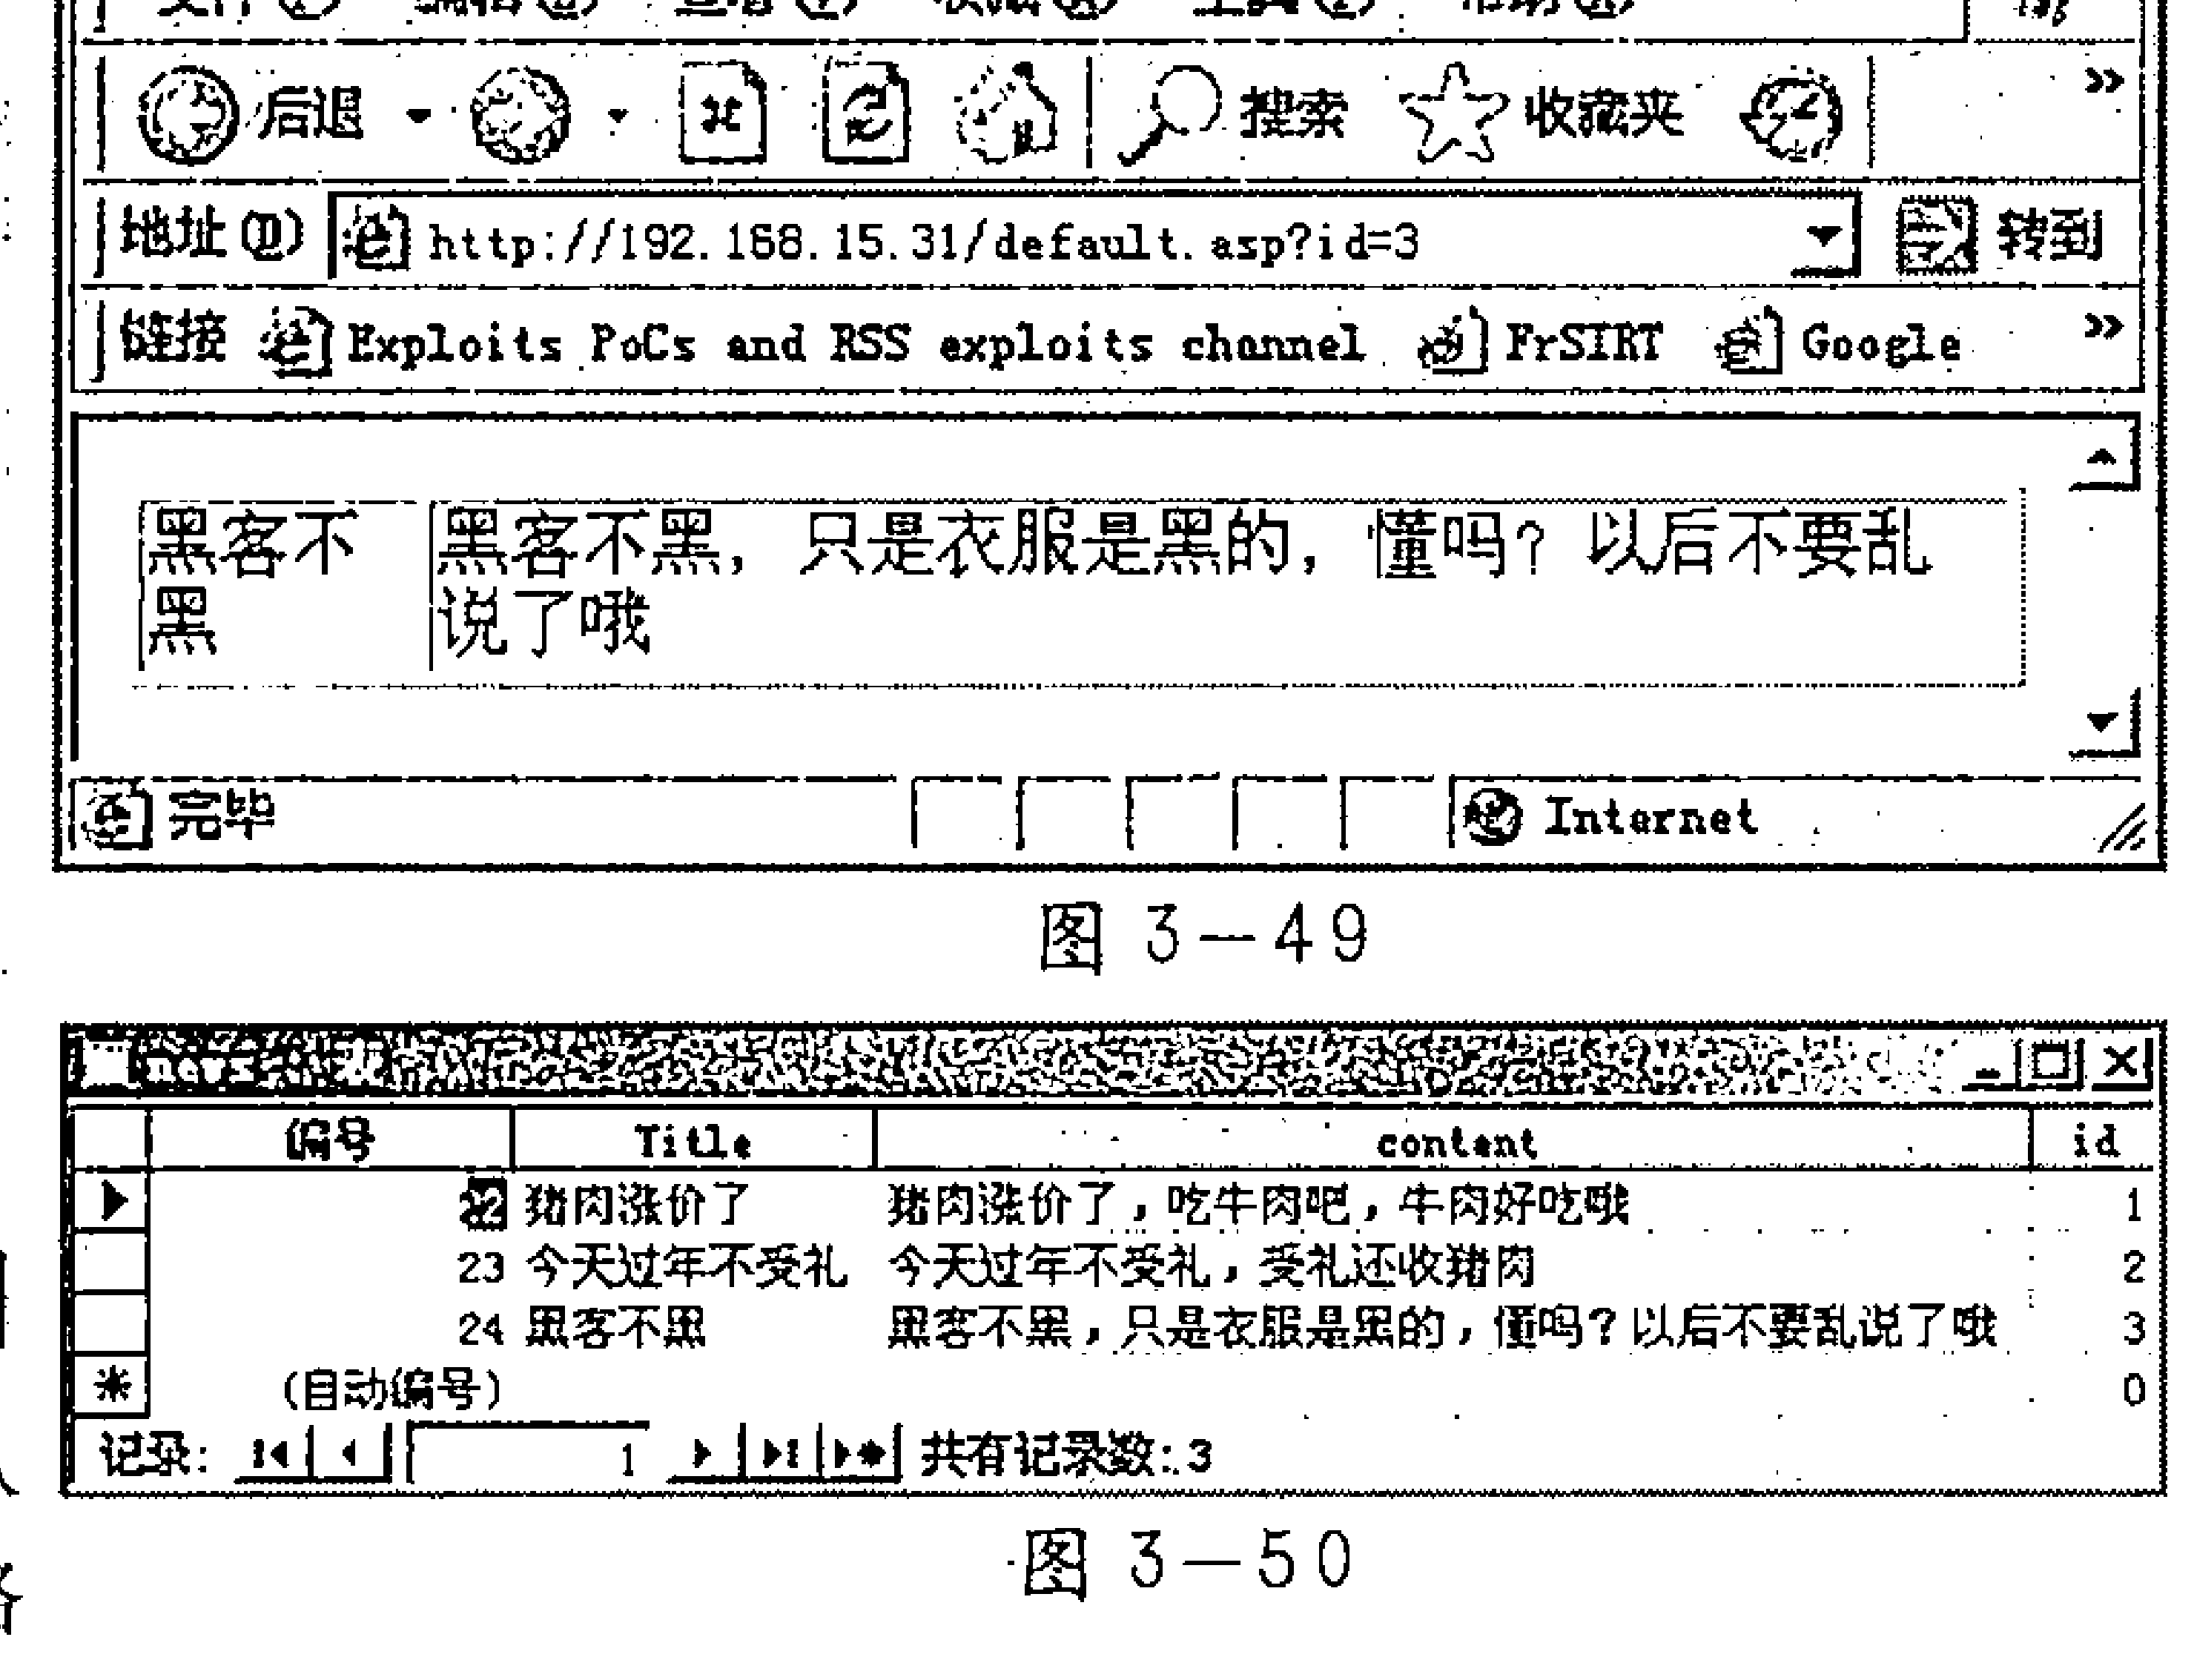 后退 搜索 收藏夹 »
地址(D) http://192.168.15.31/default.asp?id=3 转到
链接 Exploits PoCs and RSS exploits channel FrSIRT Google »
黑客不 黑客不黑，只是衣服是黑的，懂吗？以后不要乱
黑 说了哦
完毕 Internet
图 3－49
编号 Title content id
22 猪肉涨价了 猪肉涨价了，吃牛肉吧，牛肉好吃哦 1
23 今天过年不受礼 今天过年不受礼，受礼还收猪肉 2
24 黑客不黑 黑客不黑，只是衣服是黑的，懂吗？以后不要乱说了哦 3
(自动编号) 0
记录: 1 共有记录数: 3
图 3－50